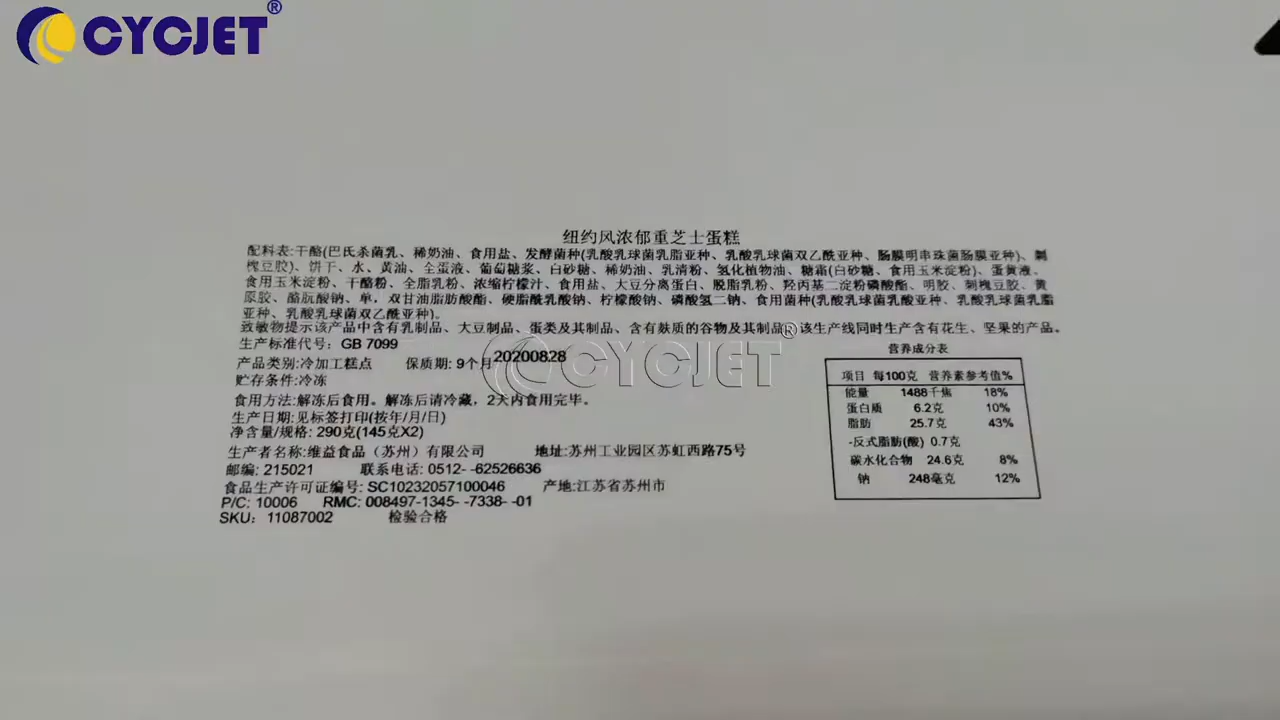 CYCJET®
纽约风浓郁重芝士蛋糕
配料表:干酪(巴氏杀菌乳、稀奶油、食用盐、发酵菌种(乳酸乳球菌乳脂亚种、乳酸乳球菌双乙酰亚种、肠膜明串珠菌肠膜亚种)、刺
槐豆胶)、饼干、水、黄油、全蛋液、葡萄糖浆、白砂糖、稀奶油、乳清粉、氢化植物油、糖霜(白砂糖、食用玉米淀粉)、蛋黄液、
食用玉米淀粉、干酪粉、全脂乳粉、浓缩柠檬汁、食用盐、大豆分离蛋白、脱脂乳粉、羟丙基二淀粉磷酸酯、明胶、刺槐豆胶、黄
原胶、酪朊酸钠、单，双甘油脂肪酸酯、硬脂酰乳酸钠、柠檬酸钠、磷酸氢二钠、食用菌种(乳酸乳球菌乳酸亚种、乳酸乳球菌乳脂
亚种、乳酸乳球菌双乙酰亚种)。
致敏物提示该产品中含有乳制品、大豆制品、蛋类及其制品、含有麸质的谷物及其制品。该生产线同时生产含有花生、坚果的产品。
生产标准代号: GB 7099
产品类别:冷加工糕点 保质期: 9个月 20200828
贮存条件:冷冻
食用方法:解冻后食用。解冻后请冷藏，2天内食用完毕。
生产日期:见标签打印(按年/月/日)
净含量/规格: 290克(145克X2)
生产者名称:维益食品（苏州）有限公司 地址:苏州工业园区苏虹西路75号
邮编: 215021 联系电话: 0512- -62526636
食品生产许可证编号: SC10232057100046 产地:江苏省苏州市
P/C: 10006 RMC: 008497-1345- -7338- -01
SKU: 11087002 检验合格
营养成分表
项目 每100克 营养素参考值%
能量 1488千焦 18%
蛋白质 6.2克 10%
脂肪 25.7克 43%
-反式脂肪(酸) 0.7克
碳水化合物 24.6克 8%
钠 248毫克 12%
CYCJET®